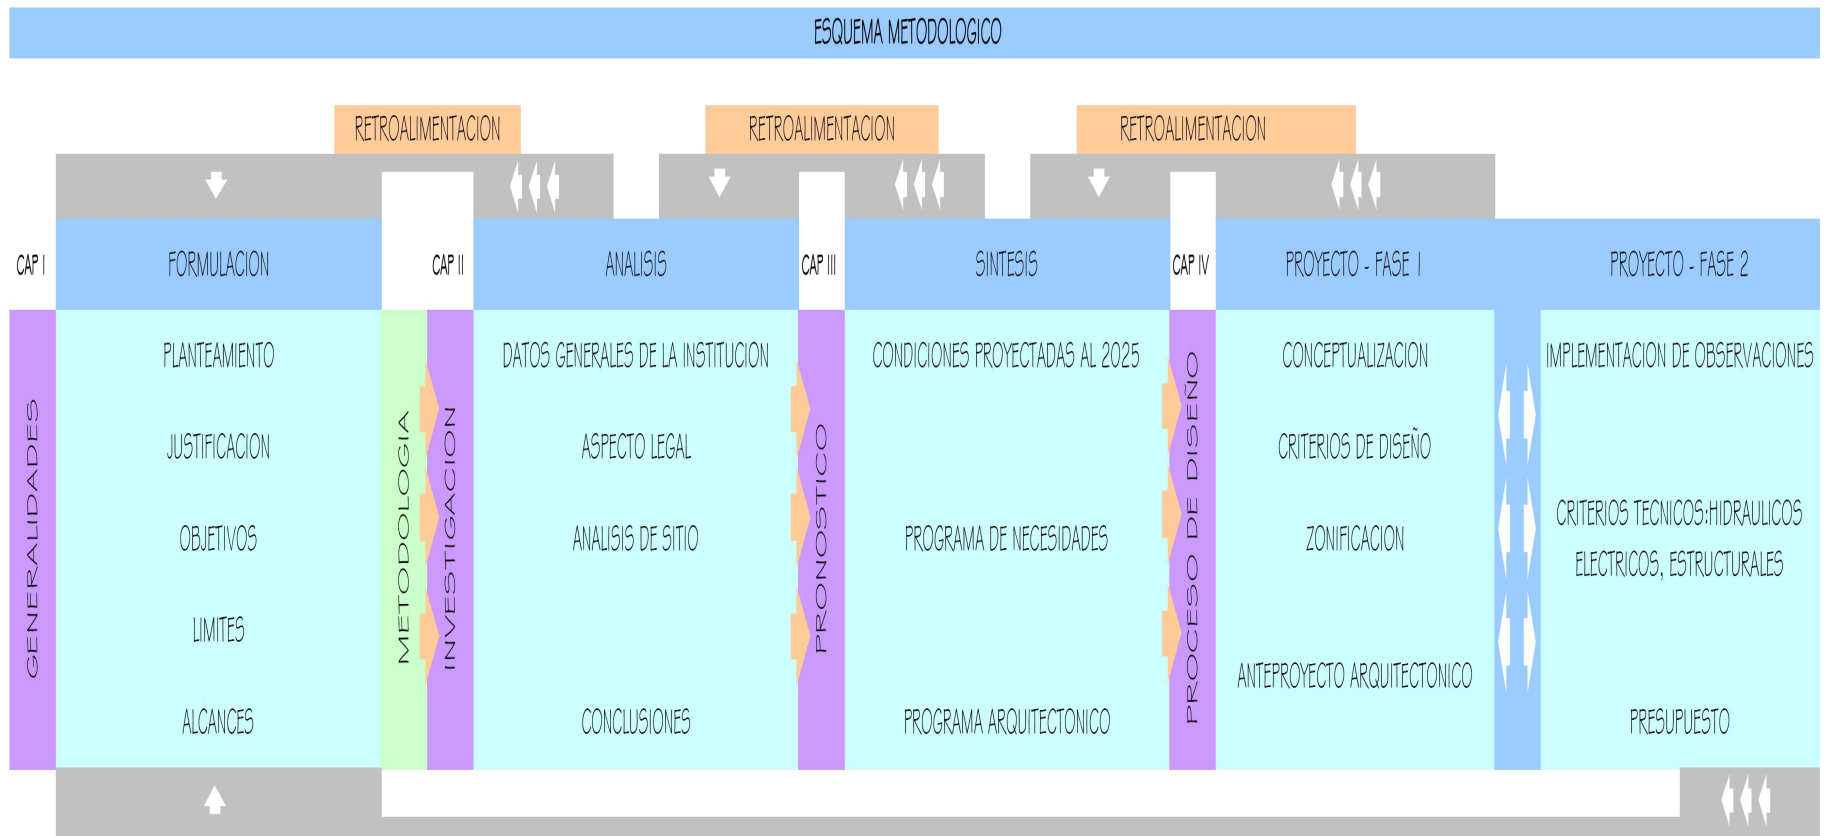 ESQUEMA METODOLOGICO
RETROALIMENTACION
RETROALIMENTACION
RETROALIMENTACION
CAP I
FORMULACION
CAP II
ANALISIS
CAP III
SINTESIS
CAP IV
PROYECTO - FASE 1
PROYECTO - FASE 2
GENERALIDADES
PLANTEAMIENTO
JUSTIFICACION
OBJETIVOS
LIMITES
ALCANCES
METODOLOGIA
INVESTIGACION
DATOS GENERALES DE LA INSTITUCION
ASPECTO LEGAL
ANALISIS DE SITIO
CONCLUSIONES
PRONOSTICO
CONDICIONES PROYECTADAS AL 2025
PROGRAMA DE NECESIDADES
PROGRAMA ARQUITECTONICO
PROCESO DE DISEÑO
CONCEPTUALIZACION
CRITERIOS DE DISEÑO
ZONIFICACION
ANTEPROYECTO ARQUITECTONICO
IMPLEMENTACION DE OBSERVACIONES
CRITERIOS TECNICOS:HIDRAULICOS
ELECTRICOS, ESTRUCTURALES
PRESUPUESTO